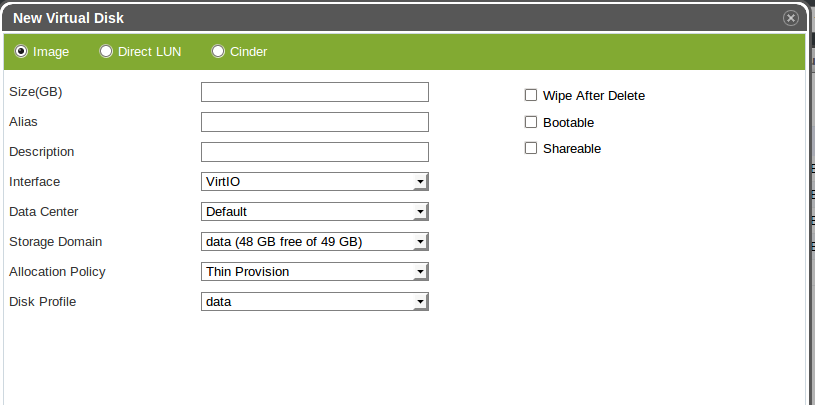 New Virtual Disk
Image Direct LUN Cinder
Size(GB)
Wipe After Delete
Alias
Bootable
Description
Shareable
Interface VirtIO
Data Center Default
Storage Domain data (48 GB free of 49 GB)
Allocation Policy Thin Provision
Disk Profile data